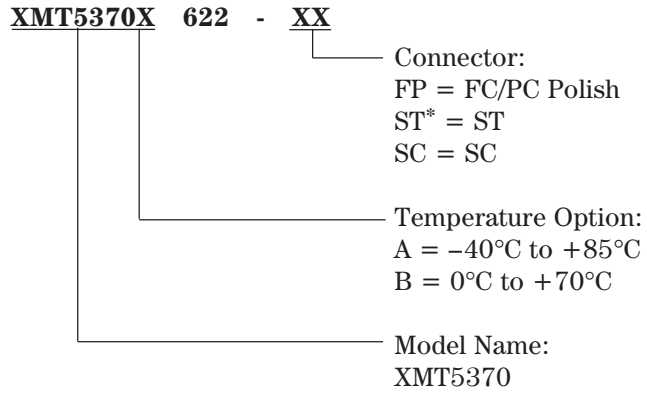 XMT5370X 622 - XX
Connector:
FP = FC/PC Polish
ST* = ST
SC = SC
Temperature Option:
A = –40°C to +85°C
B = 0°C to +70°C
Model Name:
XMT5370